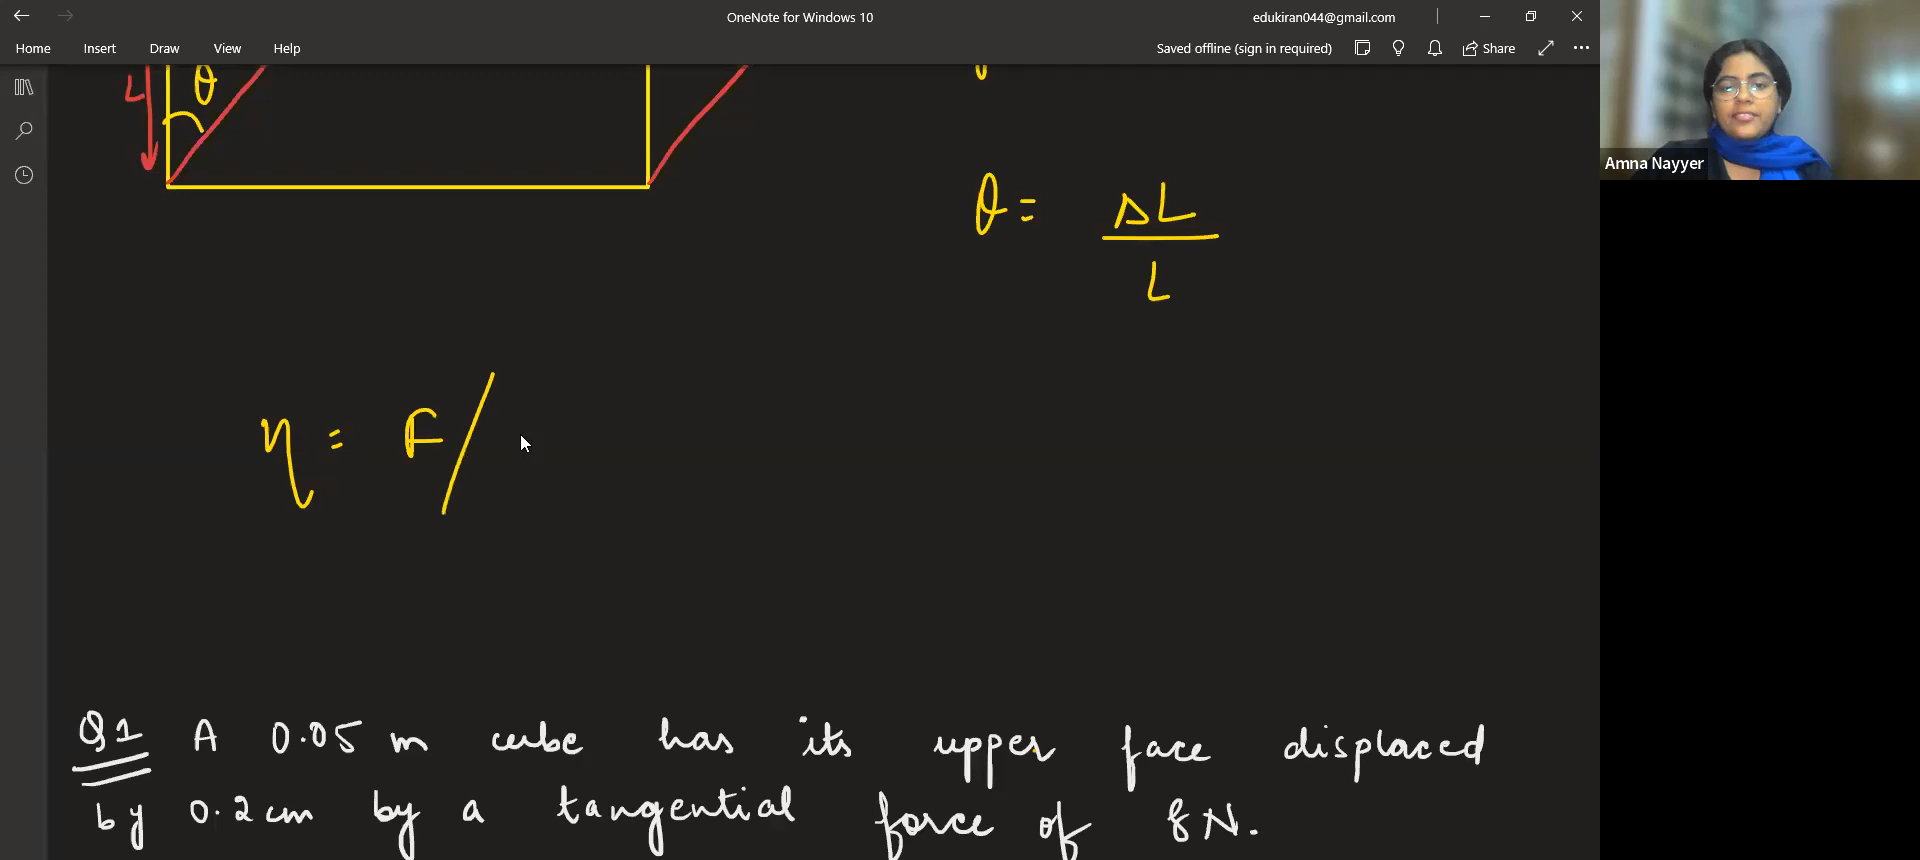 OneNote for Windows 10
edukiran044@gmail.com
Home Insert Draw View Help
Saved offline (sign in required) Share
Amna Nayyer
L θ
θ = ΔL
L
η = F/
Q1 A 0.05 m cube has its upper face displaced
by 0.2 cm by a tangential force of 8N.